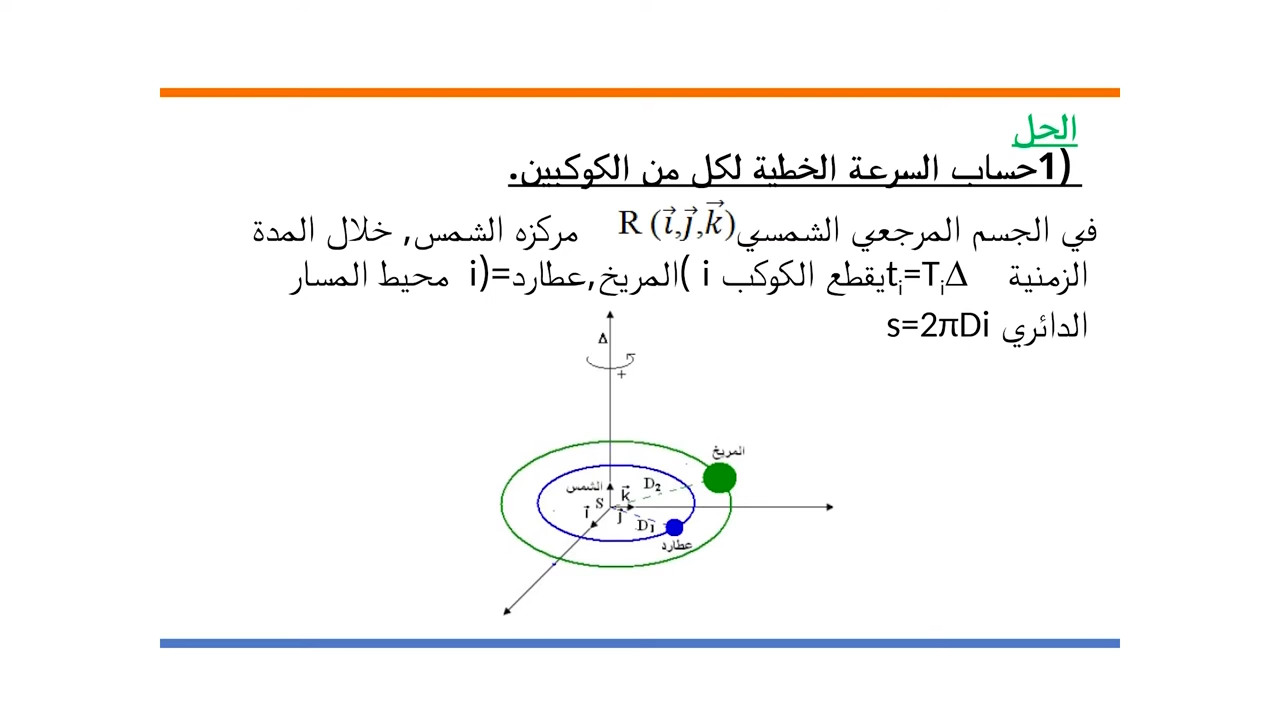 الحل
1) حساب السرعة الخطية لكل من الكوكبين.
في الجسم المرجعي الشمسي R (i⃗,j⃗,k⃗) مركزه الشمس, خلال المدة
الزمنية ∆ti=Ti يقطع الكوكب i (المريخ,عطارد=i) محيط المسار
الدائري s=2πDi
Δ
+
المريخ
الشمس
D2
k⃗
S
i⃗
j⃗
D1
عطارد